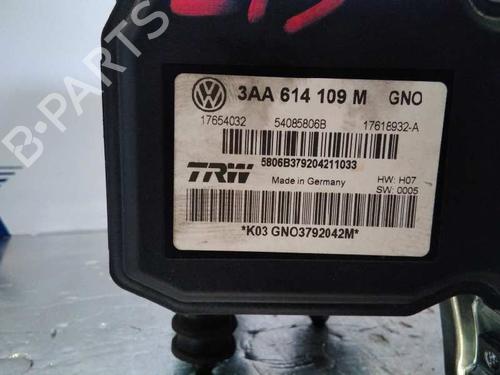 3AA 614 109 M GNO
17654032 54085806B 17618932-A
5806B379204211033
TRW
Made in Germany
HW: H07
SW: 0005
*K03 GNO3792042M*
B-PARTS